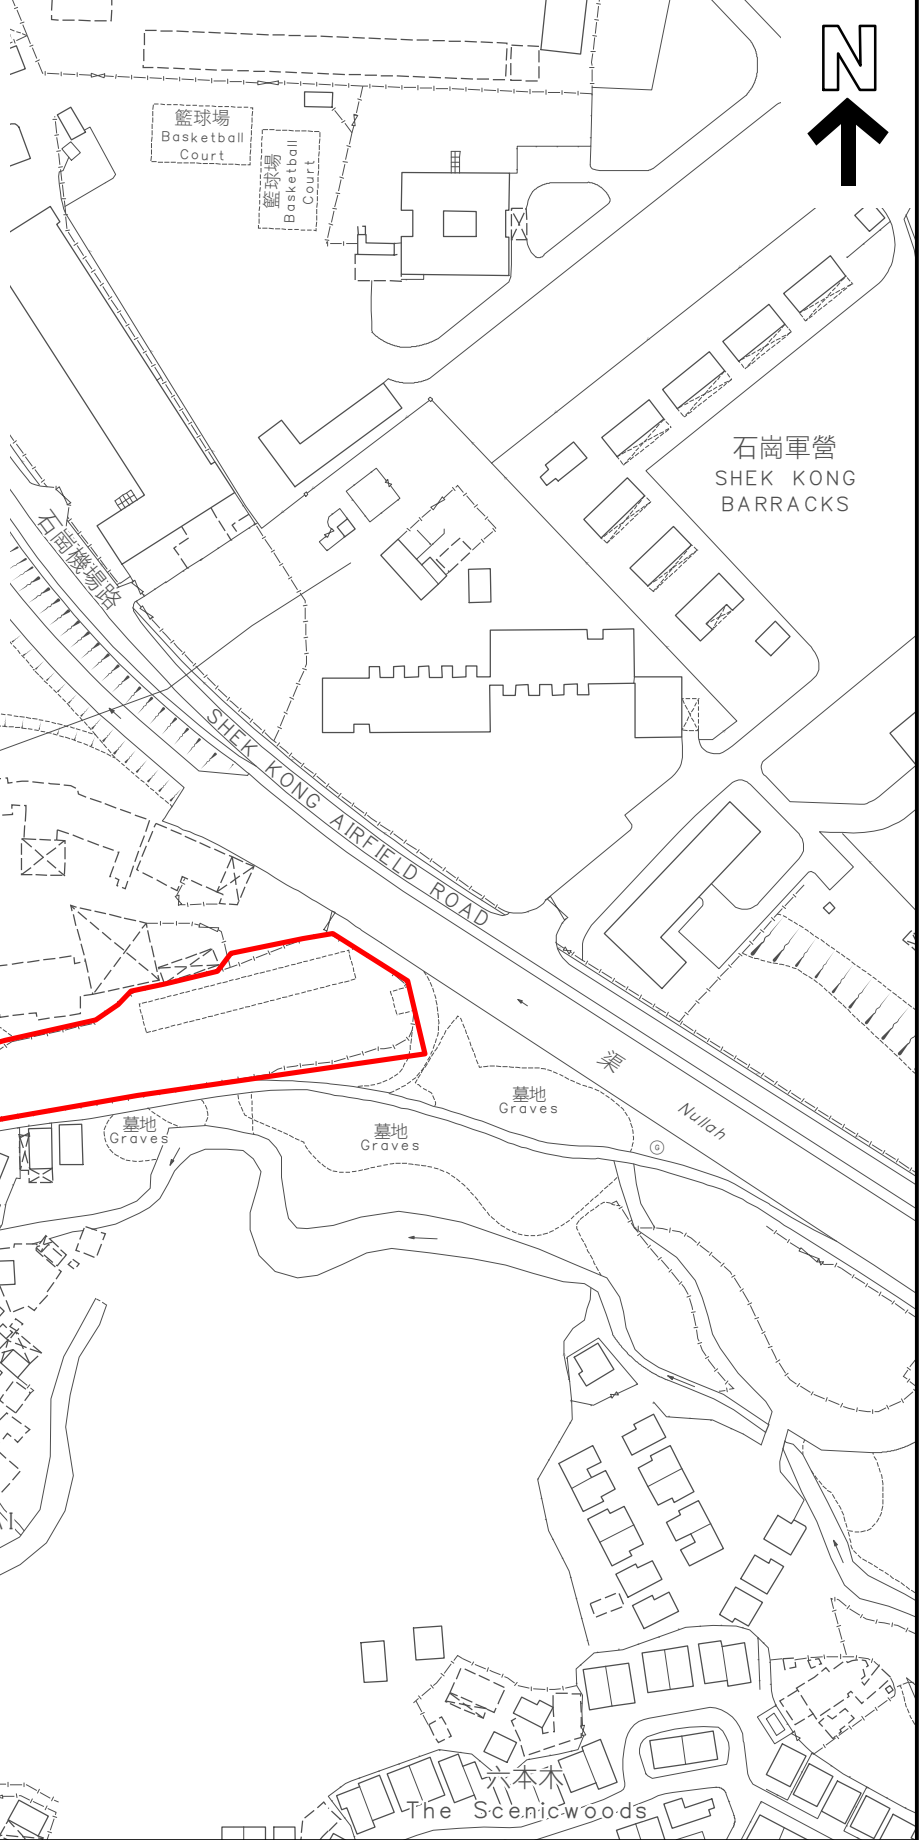 N
籃球場
Basketball
Court
籃球場
Basketball
Court
石崗軍營
SHEK KONG
BARRACKS
石崗機場路
SHEK KONG AIRFIELD ROAD
渠
Nullah
墓地
Graves
墓地
Graves
墓地
Graves
G
六本木
The Scenicwoods